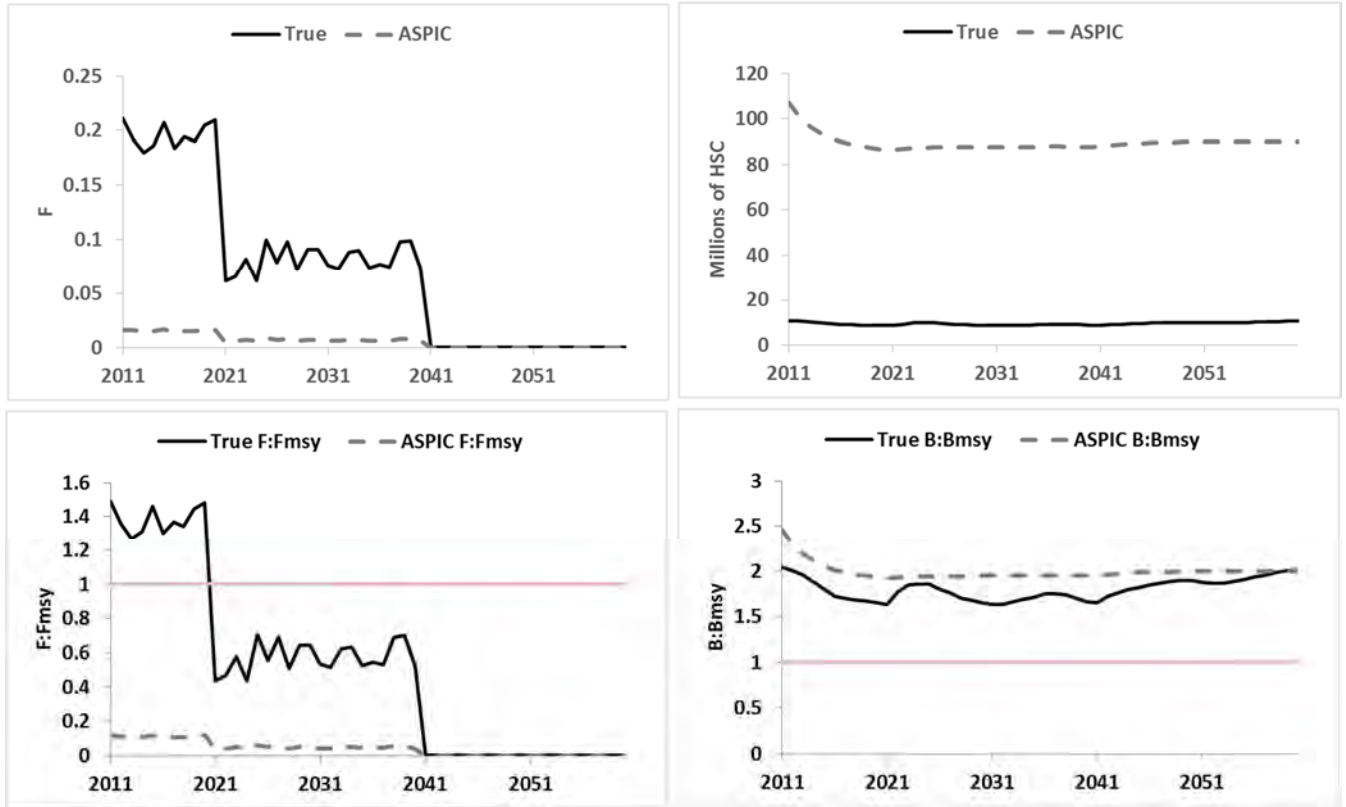 True ASPIC
0.25
0.2
0.15
0.1
0.05
0
F
2011 2021 2031 2041 2051
True ASPIC
120
100
80
60
40
20
0
Millions of HSC
2011 2021 2031 2041 2051
True F:Fmsy ASPIC F:Fmsy
1.6
1.4
1.2
1
0.8
0.6
0.4
0.2
0
F:Fmsy
2011 2021 2031 2041 2051
True B:Bmsy ASPIC B:Bmsy
3
2.5
2
1.5
1
0.5
0
B:Bmsy
2011 2021 2031 2041 2051